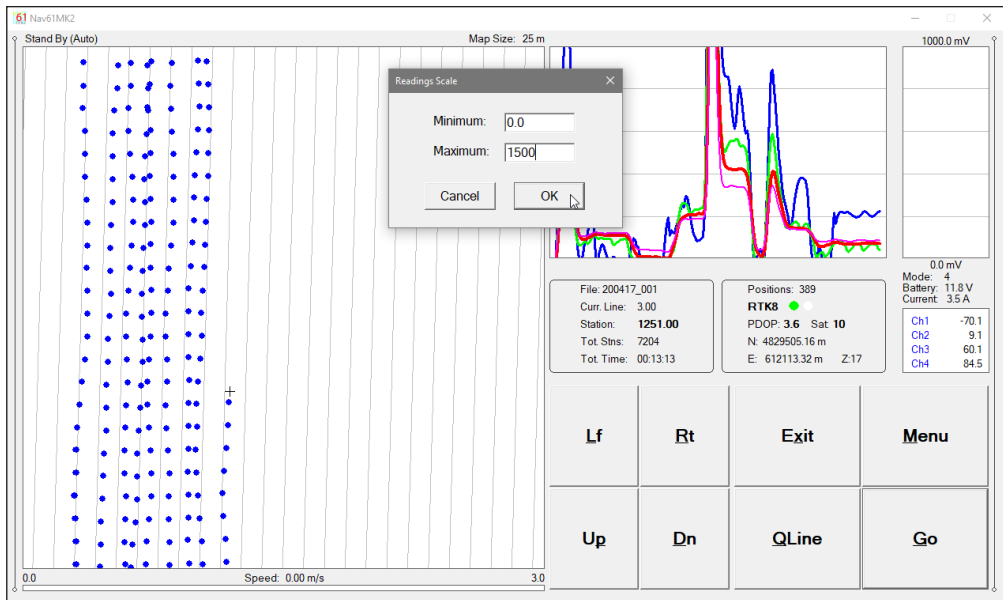 61 Nav61MK2
Stand By (Auto)
Map Size: 25 m
1000.0 mV
Readings Scale
Minimum: 0.0
Maximum: 1500
Cancel
OK
0.0 mV
Mode: 4
Battery: 11.8 V
Current: 3.5 A
File: 200417_001
Curr. Line: 3.00
Station: 1251.00
Tot. Stns: 7204
Tot. Time: 00:13:13
Positions: 389
RTK8
PDOP: 3.6 Sat: 10
N: 4829505.16 m
E: 612113.32 m Z:17
Ch1 -70.1
Ch2 9.1
Ch3 60.1
Ch4 84.5
Lf
Rt
Exit
Menu
Up
Dn
QLine
Go
0.0
Speed: 0.00 m/s
3.0